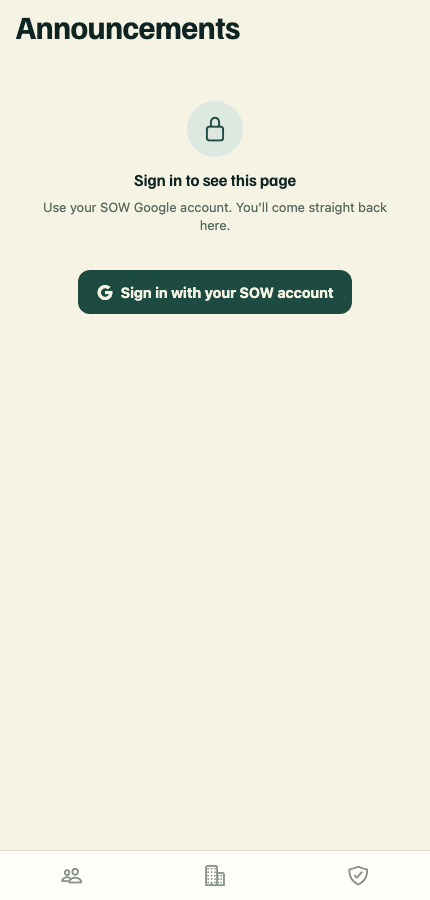 Announcements
Sign in to see this page
Use your SOW Google account. You'll come straight back
here.
Sign in with your SOW account